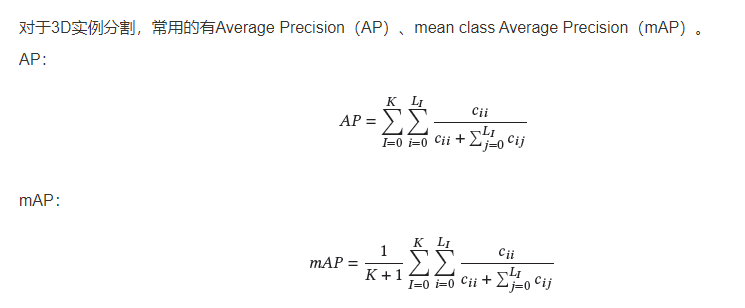 对于3D实例分割，常用的有Average Precision（AP）、mean class Average Precision（mAP）。
AP：
AP = \sum_{I=0}^{K} \sum_{i=0}^{L_I} \frac{c_{ii}}{c_{ii} + \sum_{j=0}^{L_I} c_{ij}}
mAP：
mAP = \frac{1}{K+1} \sum_{I=0}^{K} \sum_{i=0}^{L_I} \frac{c_{ii}}{c_{ii} + \sum_{j=0}^{L_I} c_{ij}}